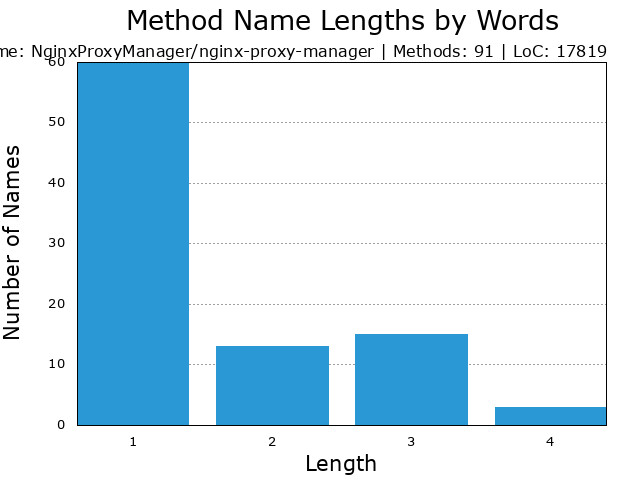 Method Name Lengths by Words
me: NginxProxyManager/nginx-proxy-manager | Methods: 91 | LoC: 17819
60
50
40
30
20
10
0
Number of Names
1 2 3 4
Length